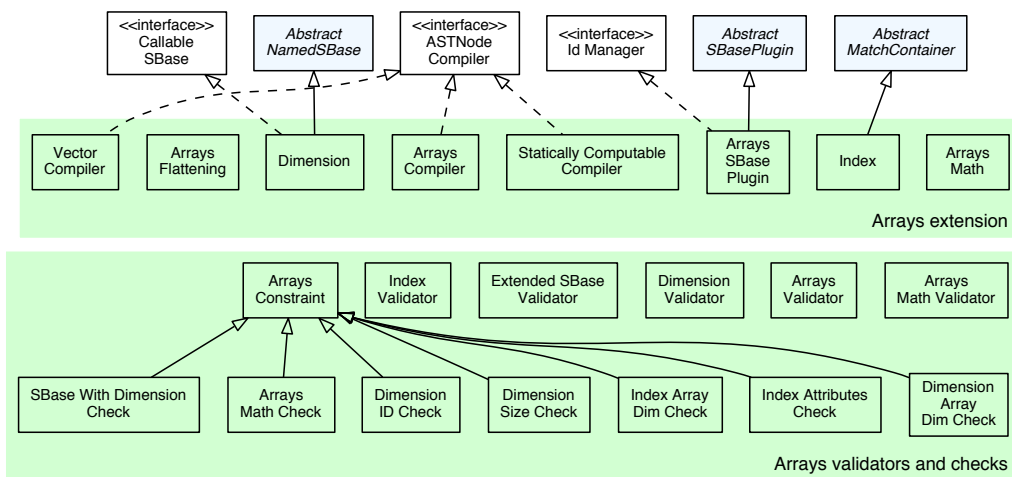 <<interface>>
Callable
SBase
Abstract
NamedSBase
<<interface>>
ASTNode
Compiler
<<interface>>
Id Manager
Abstract
SBasePlugin
Abstract
MatchContainer
Vector
Compiler
Arrays
Flattening
Dimension
Arrays
Compiler
Statically Computable
Compiler
Arrays
SBase
Plugin
Index
Arrays
Math
Arrays extension
Arrays
Constraint
Index
Validator
Extended SBase
Validator
Dimension
Validator
Arrays
Validator
Arrays
Math Validator
SBase With Dimension
Check
Arrays
Math Check
Dimension
ID Check
Dimension
Size Check
Index Array
Dim Check
Index Attributes
Check
Dimension
Array
Dim Check
Arrays validators and checks